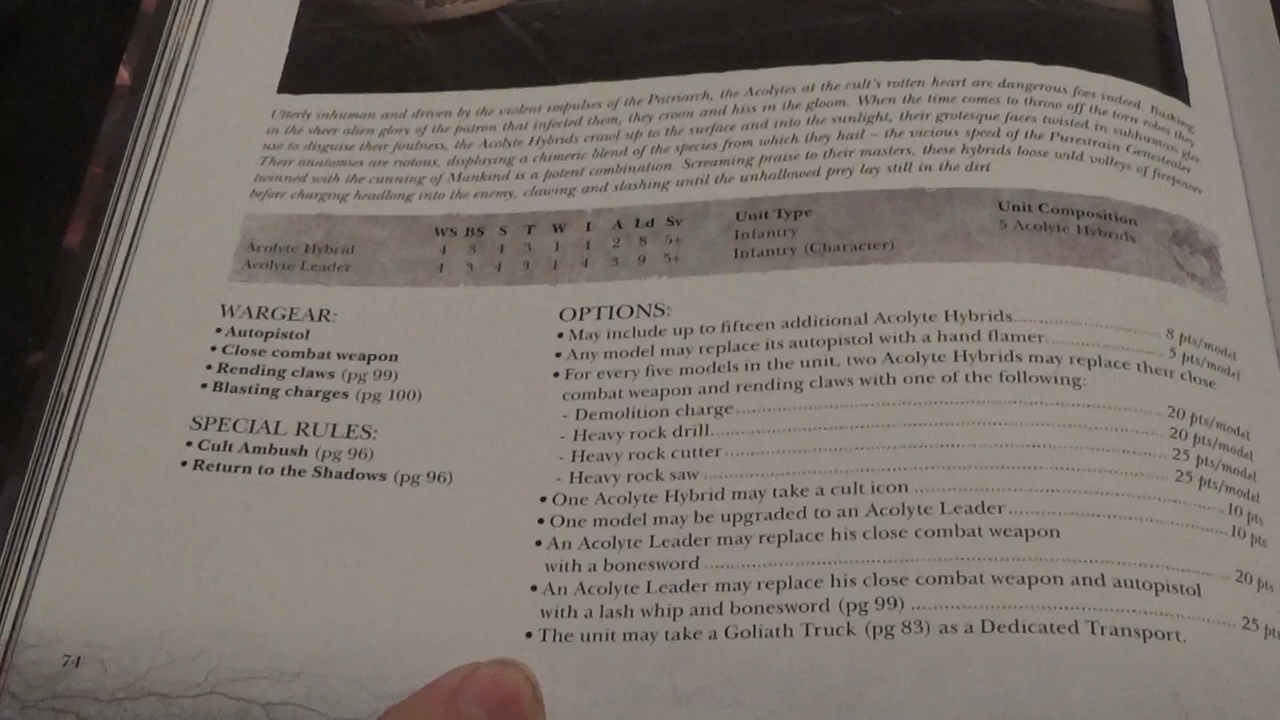 Utterly inhuman and driven by the violent impulses of the Patriarch, the Acolytes at the cult's rotten heart are dangerous foes indeed. Basking
in the sheer alien glory of the patron that infected them, they croon and hiss in the gloom. When the time comes to throw off the torn robes they
use to disguise their foulness, the Acolyte Hybrids crawl up to the surface and into the sunlight, their grotesque faces twisted in subhuman glee
Their anatomies are riotous, displaying a chimeric blend of the species from which they hail – the vicious speed of the Purestrain Genestealer
twinned with the cunning of Mankind is a potent combination. Screaming praise to their masters, these hybrids loose wild volleys of firepower
before charging headlong into the enemy, clawing and slashing until the unhallowed prey lay still in the dirt
WS BS S T W I A Ld Sv Unit Type Unit Composition
Acolyte Hybrid 4 3 4 3 1 4 2 8 5+ Infantry 5 Acolyte Hybrids
Acolyte Leader 4 3 4 3 1 4 3 9 5+ Infantry (Character)
WARGEAR:
• Autopistol
• Close combat weapon
• Rending claws (pg 99)
• Blasting charges (pg 100)
SPECIAL RULES:
• Cult Ambush (pg 96)
• Return to the Shadows (pg 96)
OPTIONS:
• May include up to fifteen additional Acolyte Hybrids 8 pts/model
• Any model may replace its autopistol with a hand flamer 5 pts/model
• For every five models in the unit, two Acolyte Hybrids may replace their close
combat weapon and rending claws with one of the following:
- Demolition charge 20 pts/model
- Heavy rock drill 20 pts/model
- Heavy rock cutter 25 pts/model
- Heavy rock saw 25 pts/model
• One Acolyte Hybrid may take a cult icon 10 pts
• One model may be upgraded to an Acolyte Leader 10 pts
• An Acolyte Leader may replace his close combat weapon
with a bonesword 20 pts
• An Acolyte Leader may replace his close combat weapon and autopistol
with a lash whip and bonesword (pg 99) 25 pts
• The unit may take a Goliath Truck (pg 83) as a Dedicated Transport.
74